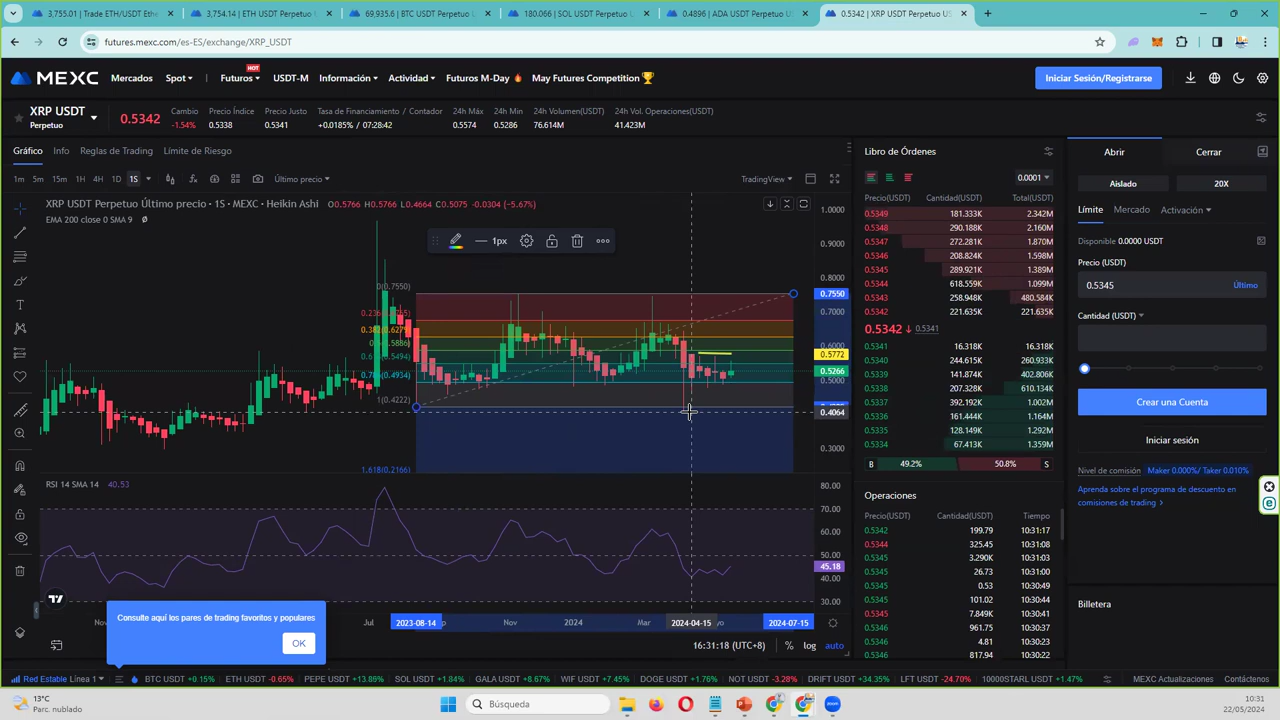 3,755.01 | Trade ETH/USDT Ethe
3,754.14 | ETH USDT Perpetuo
69,935.6 | BTC USDT Perpetuo U
180.066 | SOL USDT Perpetuo U
0.4896 | ADA USDT Perpetuo U
0.5342 | XRP USDT Perpetuo U
futures.mexc.com/es-ES/exchange/XRP_USDT
MEXC
Mercados
Spot
Futuros
HOT
USDT-M
Información
Actividad
Futuros M-Day
May Futures Competition
Iniciar Sesión/Registrarse
XRP USDT
Perpetuo
0.5342
Cambio
-1.54%
Precio Índice
0.5338
Precio Justo
0.5341
Tasa de Financiamiento / Contador
+0.0185% / 07:28:42
24h Máx
0.5574
24h Mín
0.5286
24h Volumen(USDT)
76.614M
24h Vol. Operaciones(USDT)
41.423M
Gráfico
Info
Reglas de Trading
Límite de Riesgo
1m 5m 15m 1H 4H 1D 1S
Último precio
TradingView
XRP USDT Perpetuo Último precio · 1S · MEXC · Heikin Ashi O0.5766 H0.5766 L0.4664 C0.5075 -0.0304 (-5.67%)
EMA 200 close 0 SMA 9
1px
0(0.7550)
1(0.4222)
1,618(0.2166)
1.0000
0.9000
0.8000
0.7550
0.7000
0.5772
0.5266
0.5000
0.4064
0.3000
RSI 14 SMA 14 40.53
80.00
70.00
60.00
50.00
45.18
40.00
30.00
Jul
2023-08-14
Nov
2024
Mar
2024-04-15
2024-07-15
16:31:18 (UTC+8)
% log auto
Consulte aquí los pares de trading favoritos y populares
OK
Libro de Órdenes
0.0001
Precio(USDT) Cantidad(USDT) Total(USDT)
0.5349 181.333K 2.342M
0.5348 290.188K 2.160M
0.5347 272.281K 1.870M
0.5346 208.824K 1.598M
0.5345 289.921K 1.389M
0.5344 618.559K 1.099M
0.5343 258.948K 480.584K
0.5342 221.635K 221.635K
0.5342 0.5341
0.5341 16.318K 16.318K
0.5340 244.615K 260.933K
0.5339 141.872K 402.806K
0.5338 207.327K 610.134K
0.5337 392.187K 1.002M
0.5336 161.444K 1.164M
0.5335 128.149K 1.292M
0.5334 67.413K 1.359M
B 49.2% 50.8% S
Operaciones
Precio(USDT) Cantidad(USDT) Tiempo
0.5342 199.79 10:31:17
0.5344 325.45 10:31:08
0.5345 3.290K 10:31:03
0.5345 26.73 10:31:00
0.5345 0.53 10:30:49
0.5345 101.02 10:30:44
0.5345 7.849K 10:30:41
0.5345 961.75 10:30:37
0.5345 4.81 10:30:23
0.5346 817.94 10:30:22
Abrir
Cerrar
Aislado
20X
Límite
Mercado
Activación
Disponible 0.0000 USDT
Precio (USDT)
0.5345
Último
Cantidad(USDT)
Crear una Cuenta
Iniciar sesión
Nivel de comisión
Maker 0.000%/ Taker 0.010%
Aprenda sobre el programa de descuento en
comisiones de trading >
Billetera
Red Estable Línea 1
BTC USDT +0.15%
ETH USDT -0.65%
PEPE USDT +13.89%
SOL USDT +1.84%
GALA USDT +8.67%
WIF USDT +7.45%
DOGE USDT +1.76%
NOT USDT -3.28%
DRIFT USDT +34.35%
LFT USDT -24.70%
10000STARL USDT +1.47%
MEXC Actualizaciones
Contáctenos
13°C
Parc. nublado
Búsqueda
10:31
22/05/2024